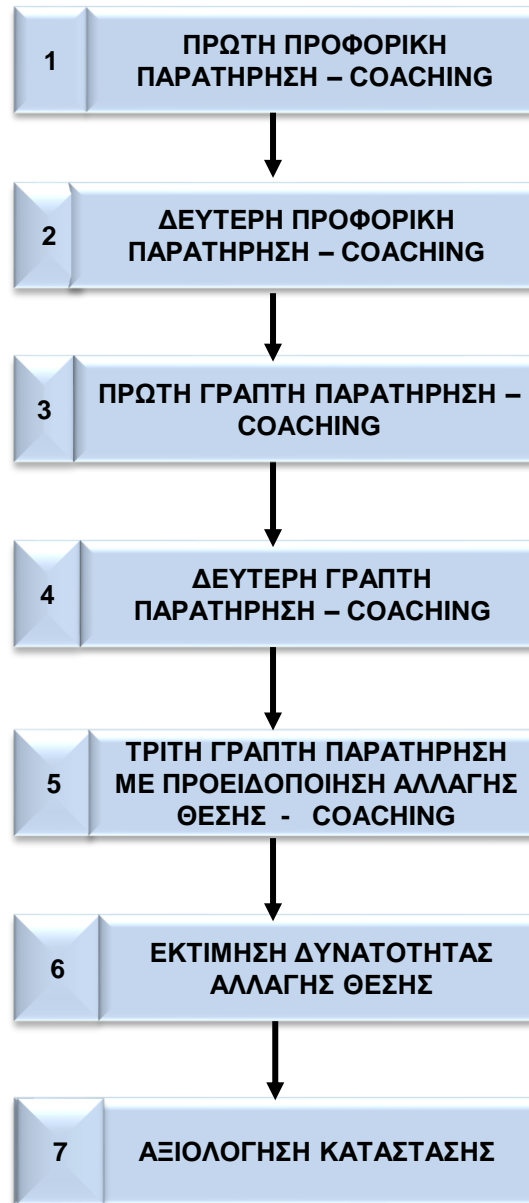 1
ΠΡΩΤΗ ΠΡΟΦΟΡΙΚΗ
ΠΑΡΑΤΗΡΗΣΗ – COACHING
2
ΔΕΥΤΕΡΗ ΠΡΟΦΟΡΙΚΗ
ΠΑΡΑΤΗΡΗΣΗ – COACHING
3
ΠΡΩΤΗ ΓΡΑΠΤΗ ΠΑΡΑΤΗΡΗΣΗ –
COACHING
4
ΔΕΥΤΕΡΗ ΓΡΑΠΤΗ
ΠΑΡΑΤΗΡΗΣΗ – COACHING
5
ΤΡΙΤΗ ΓΡΑΠΤΗ ΠΑΡΑΤΗΡΗΣΗ
ΜΕ ΠΡΟΕΙΔΟΠΟΙΗΣΗ ΑΛΛΑΓΗΣ
ΘΕΣΗΣ - COACHING
6
ΕΚΤΙΜΗΣΗ ΔΥΝΑΤΟΤΗΤΑΣ
ΑΛΛΑΓΗΣ ΘΕΣΗΣ
7
ΑΞΙΟΛΟΓΗΣΗ ΚΑΤΑΣΤΑΣΗΣ